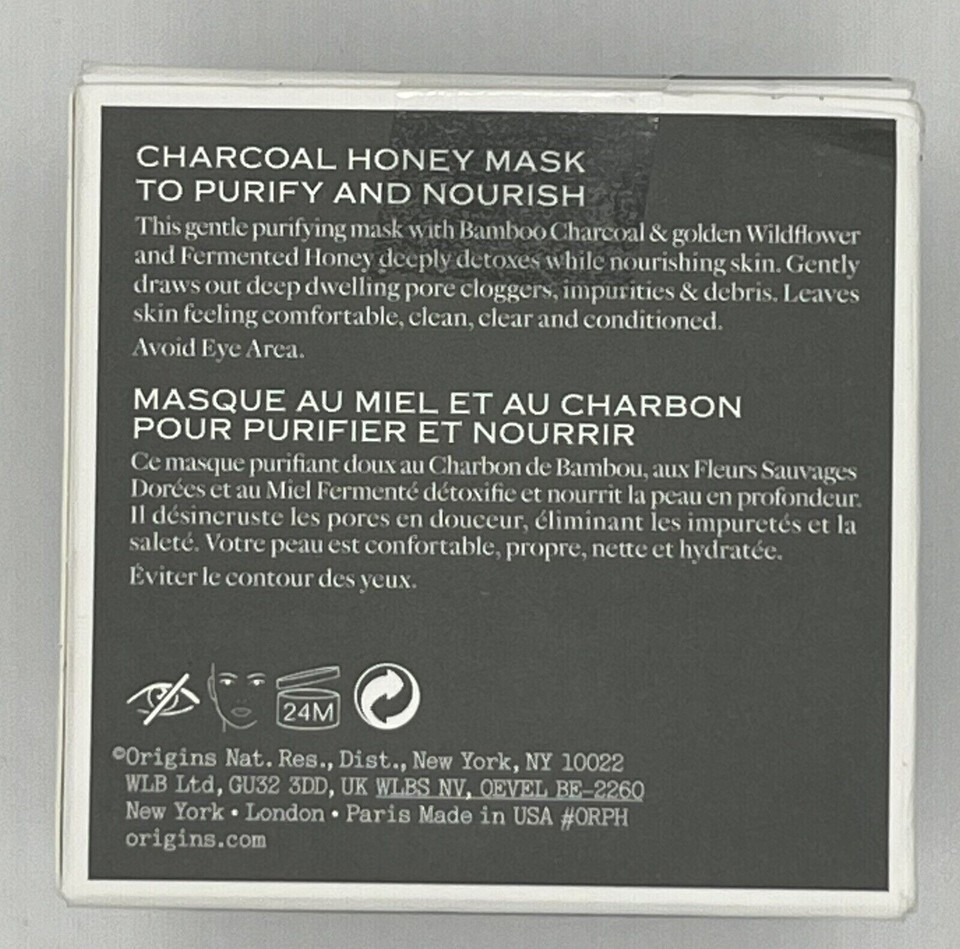 CHARCOAL HONEY MASK
TO PURIFY AND NOURISH
This gentle purifying mask with Bamboo Charcoal & golden Wildflower
and Fermented Honey deeply detoxes while nourishing skin. Gently
draws out deep dwelling pore cloggers, impurities & debris. Leaves
skin feeling comfortable, clean, clear and conditioned.
Avoid Eye Area.
MASQUE AU MIEL ET AU CHARBON
POUR PURIFIER ET NOURRIR
Ce masque purifiant doux au Charbon de Bambou, aux Fleurs Sauvages
Dorées et au Miel Fermenté détoxifie et nourrit la peau en profondeur.
Il désincruste les pores en douceur, éliminant les impuretés et la
saleté. Votre peau est confortable, propre, nette et hydratée.
Éviter le contour des yeux.
24M
©Origins Nat. Res., Dist., New York, NY 10022
WLB Ltd, GU32 3DD, UK WLBS NV, OEVEL BE-2260
New York • London • Paris Made in USA #ORPH
origins.com